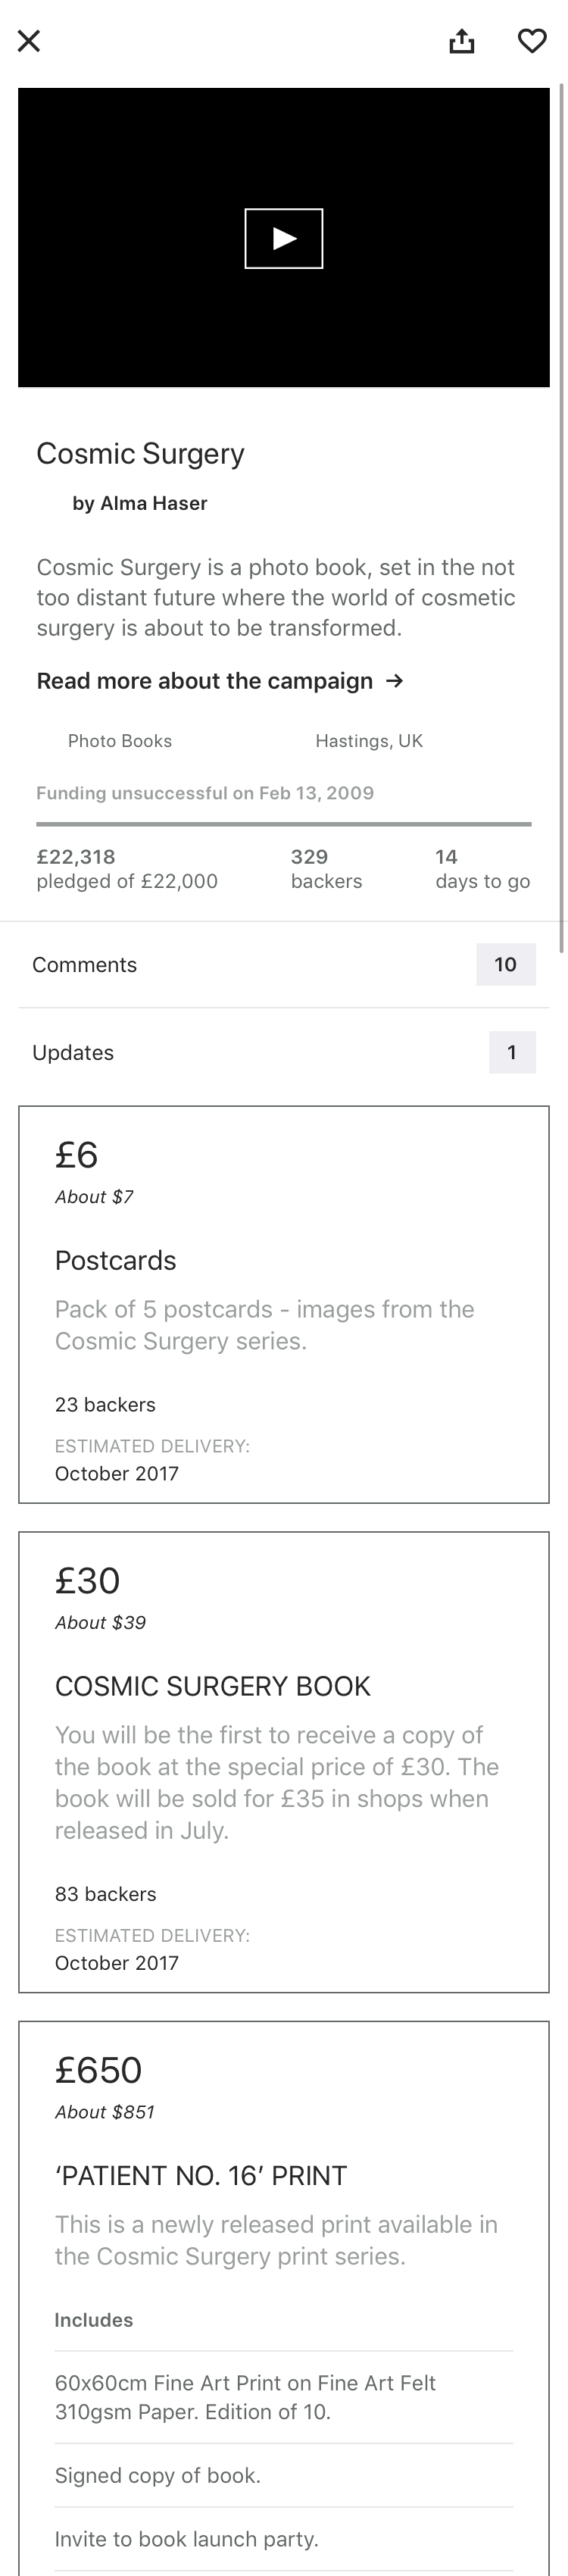 Cosmic Surgery
by Alma Haser
Cosmic Surgery is a photo book, set in the not
too distant future where the world of cosmetic
surgery is about to be transformed.
Read more about the campaign →
Photo Books
Hastings, UK
Funding unsuccessful on Feb 13, 2009
£22,318
pledged of £22,000
329
backers
14
days to go
Comments
10
Updates
1
£6
About $7
Postcards
Pack of 5 postcards - images from the
Cosmic Surgery series.
23 backers
ESTIMATED DELIVERY:
October 2017
£30
About $39
COSMIC SURGERY BOOK
You will be the first to receive a copy of
the book at the special price of £30. The
book will be sold for £35 in shops when
released in July.
83 backers
ESTIMATED DELIVERY:
October 2017
£650
About $851
‘PATIENT NO. 16’ PRINT
This is a newly released print available in
the Cosmic Surgery print series.
Includes
60x60cm Fine Art Print on Fine Art Felt
310gsm Paper. Edition of 10.
Signed copy of book.
Invite to book launch party.